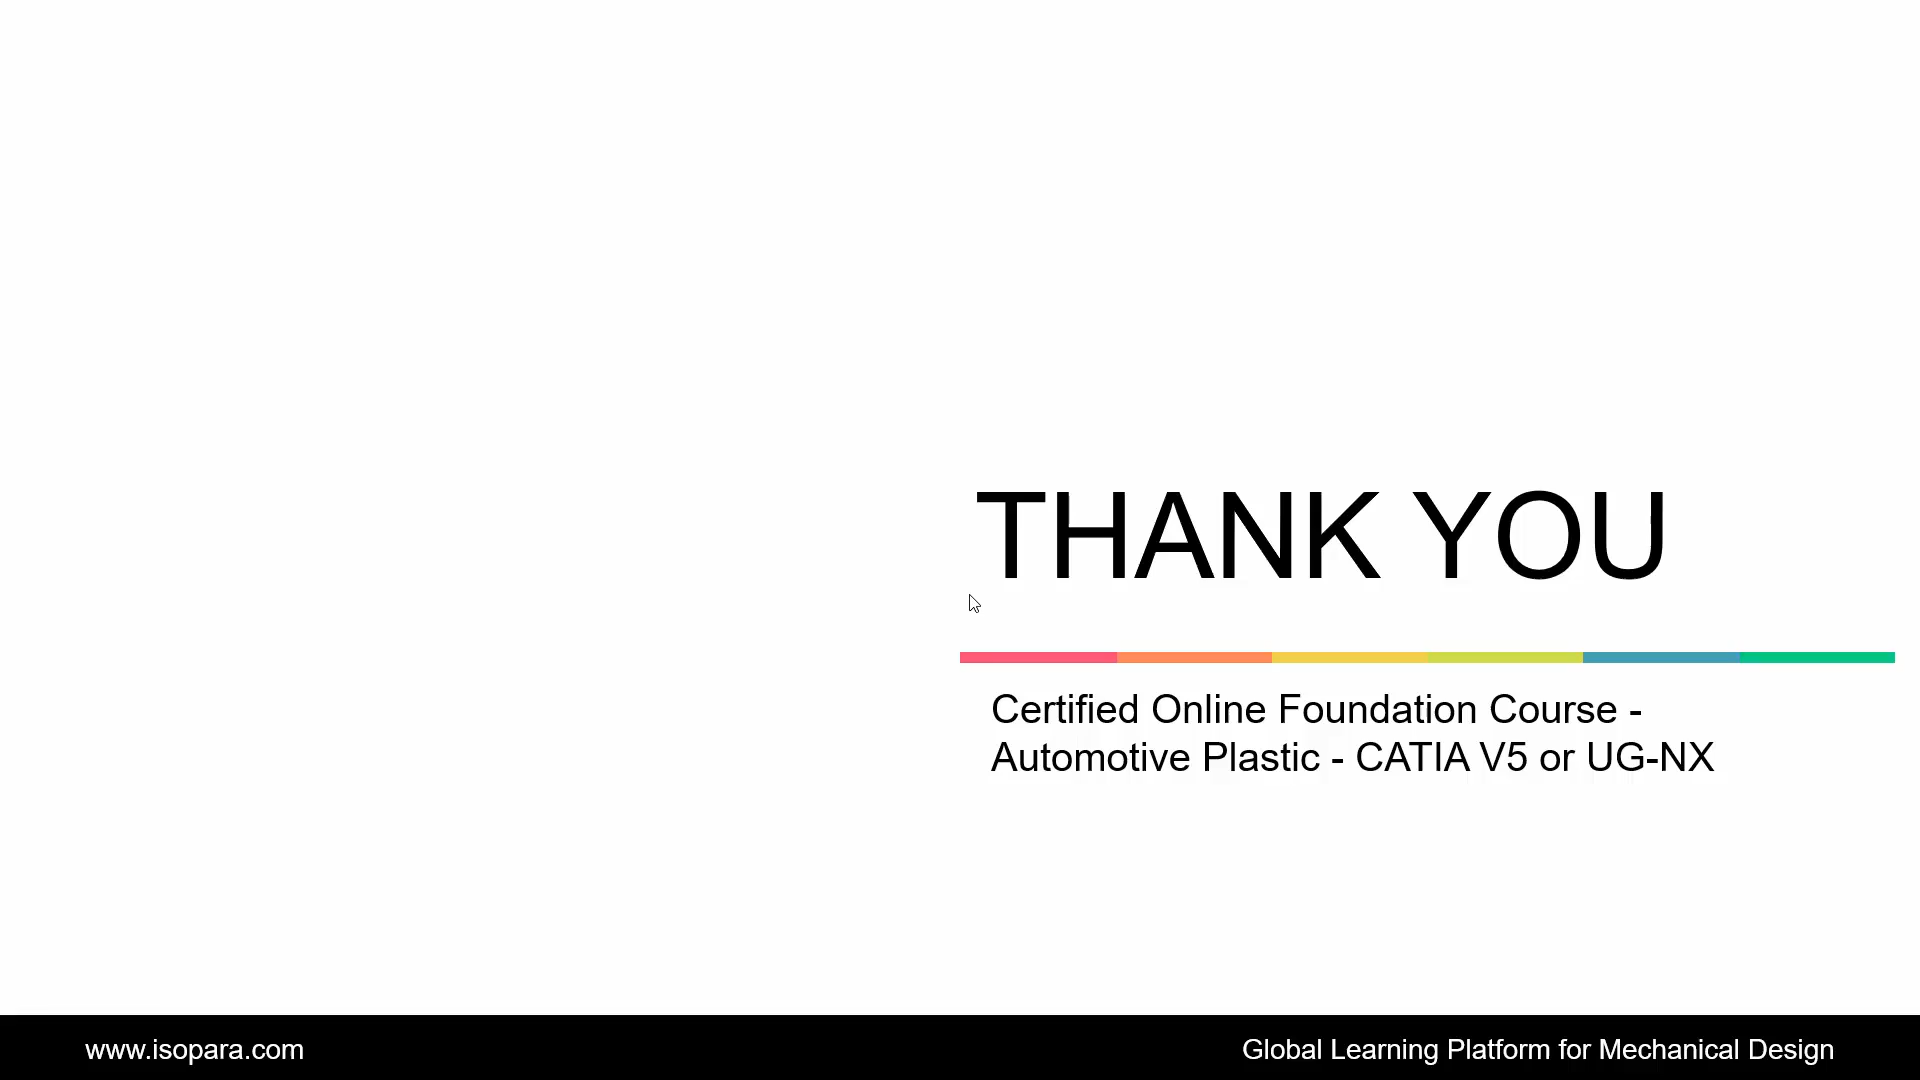 THANK YOU
Certified Online Foundation Course -
Automotive Plastic - CATIA V5 or UG-NX
www.isopara.com
Global Learning Platform for Mechanical Design